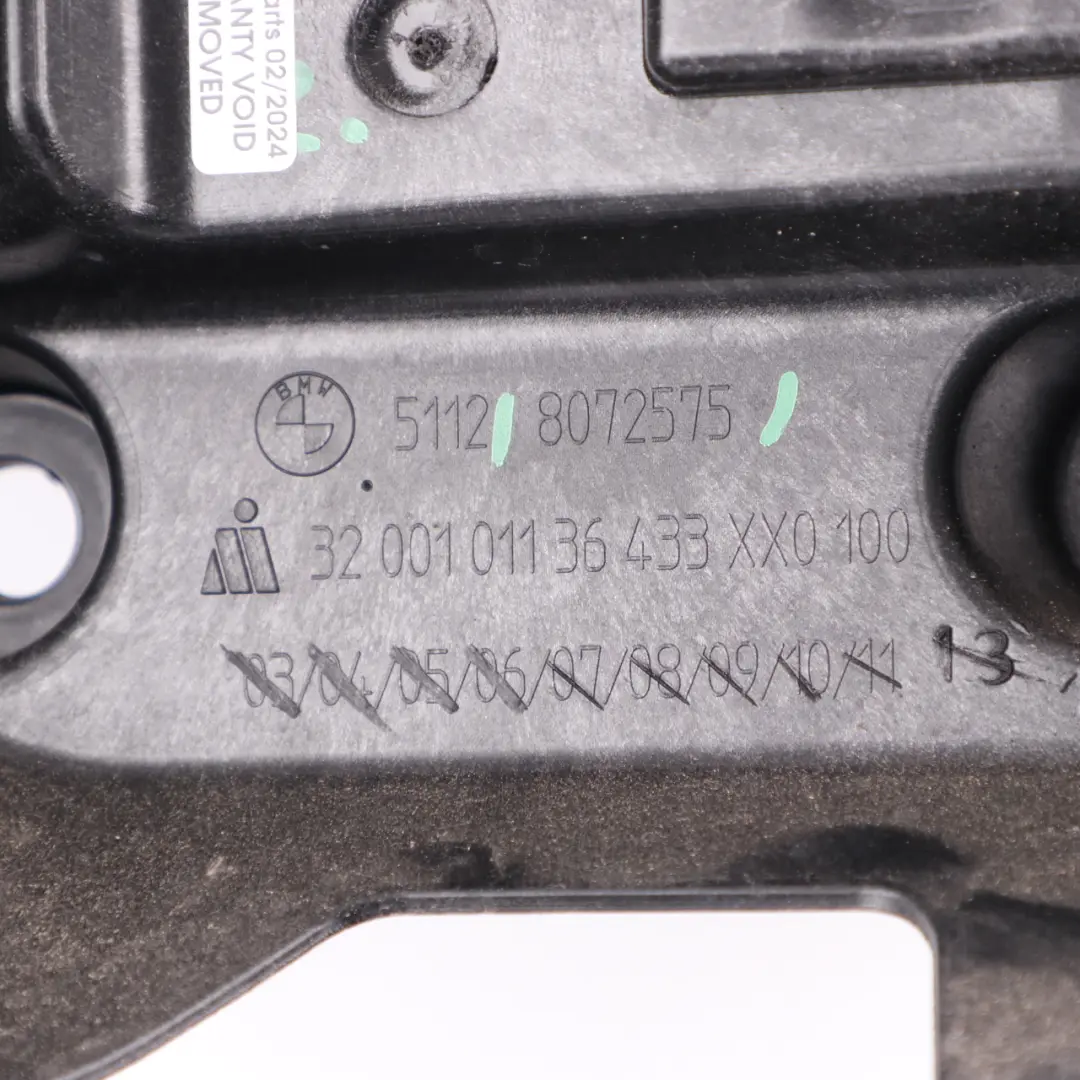 arts 02/2024
ANTY VOID
MOVED
BMW
5112 8072575
32 001 011 36 433 XX0 100
03/04/05/06/07/08/09/10/11 13